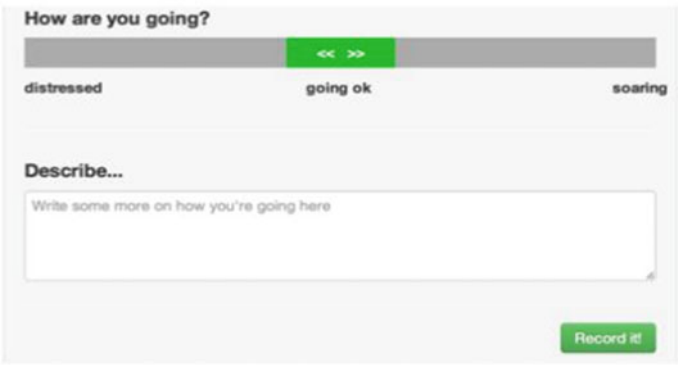 How are you going?
<< >>
distressed going ok soaring
Describe...
Write some more on how you're going here
Record it!